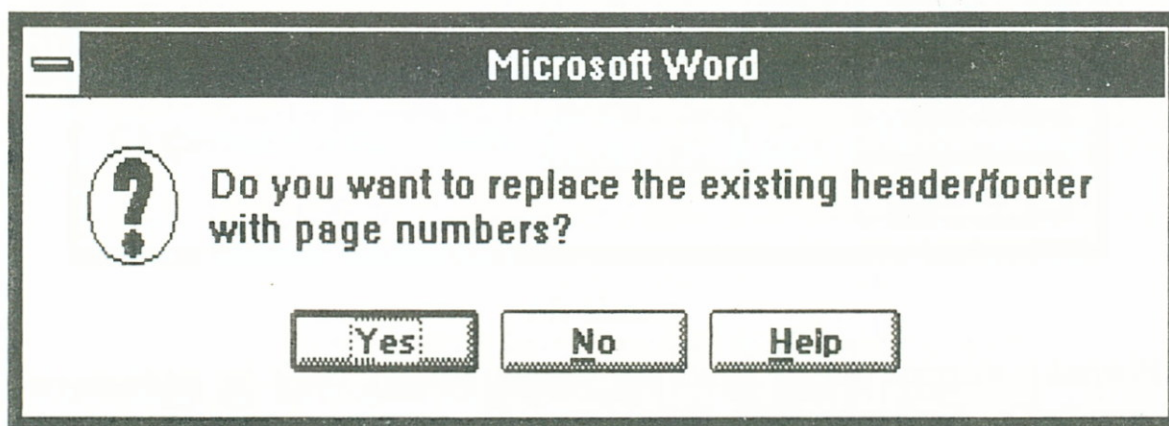 Microsoft Word
Do you want to replace the existing header/footer
with page numbers?
Yes No Help